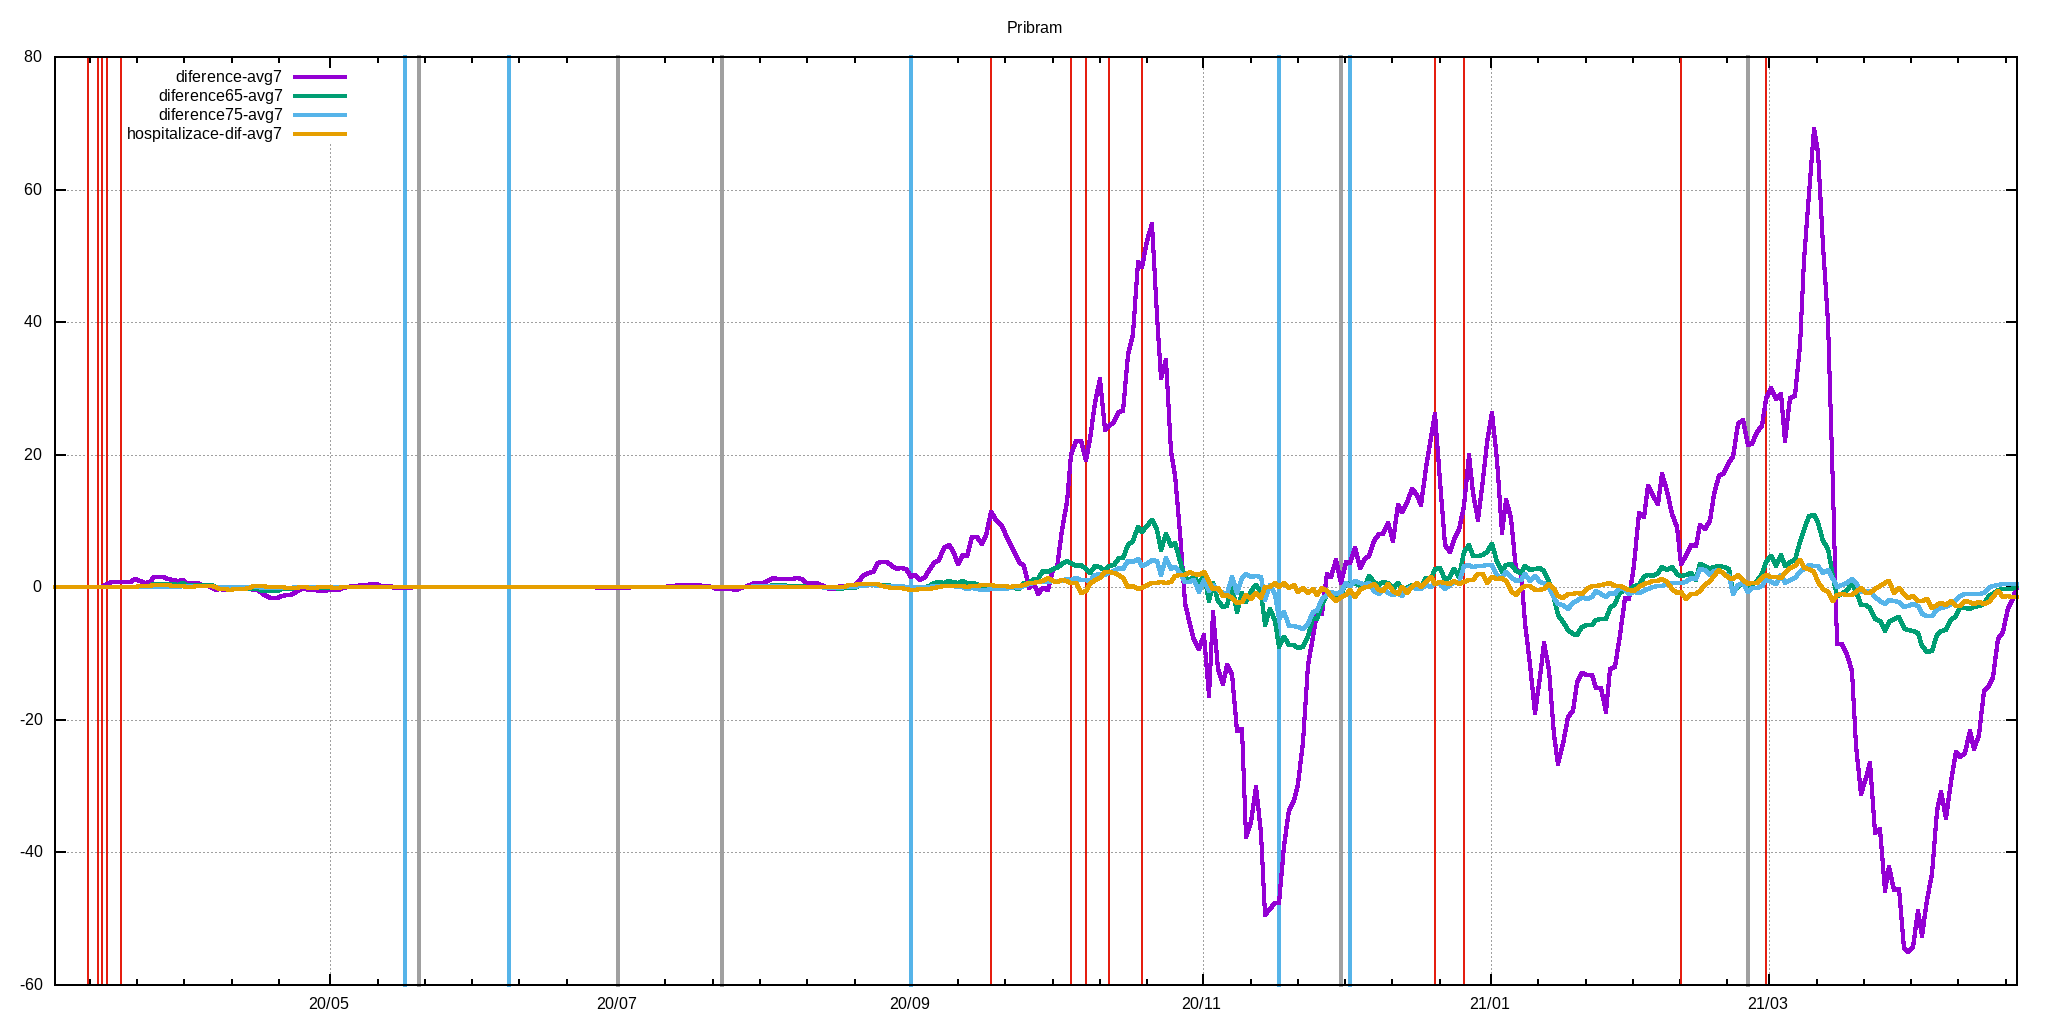 Pribram
80
60
40
20
0
-20
-40
-60
diference-avg7
diference65-avg7
diference75-avg7
hospitalizace-dif-avg7
20/05
20/07
20/09
20/11
21/01
21/03